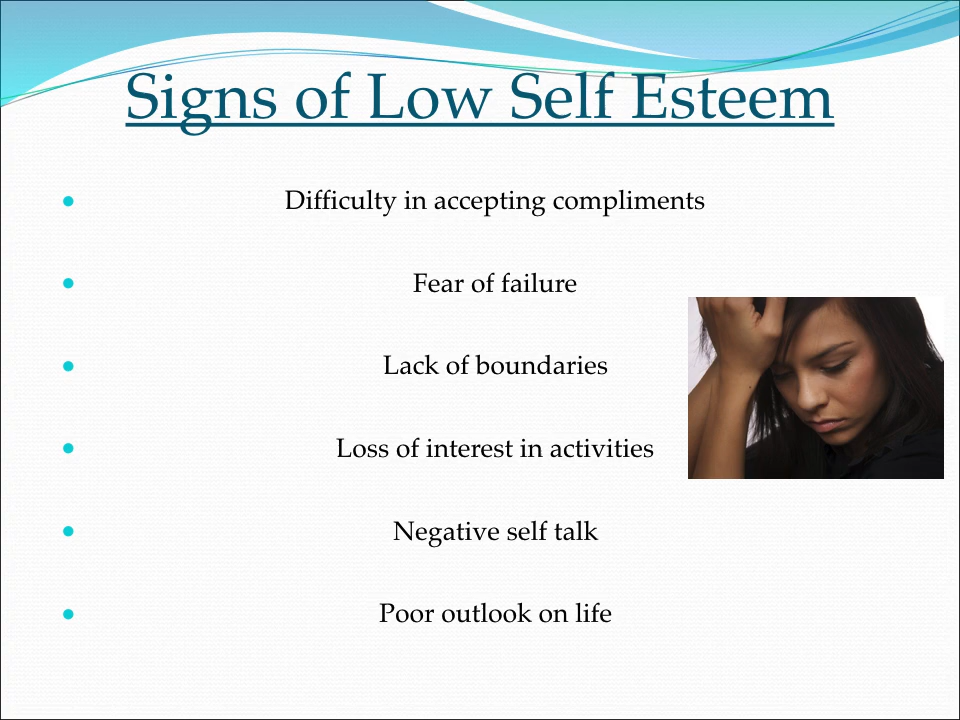 Signs of Low Self Esteem
Difficulty in accepting compliments
Fear of failure
Lack of boundaries
Loss of interest in activities
Negative self talk
Poor outlook on life